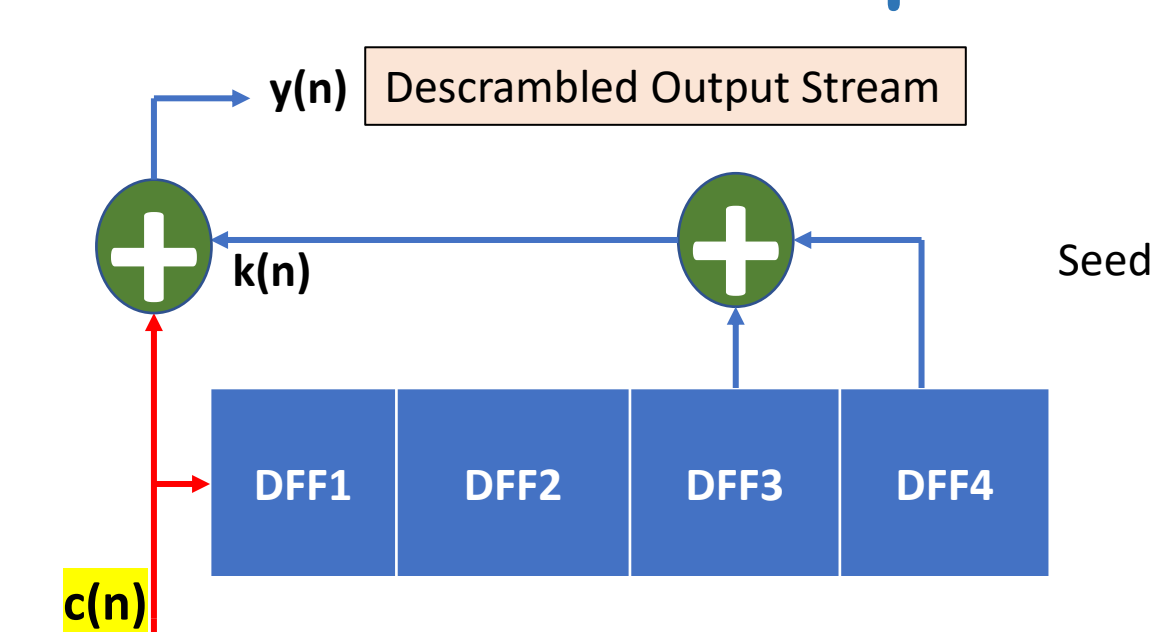 y(n)
Descrambled Output Stream
k(n)
Seed
DFF1
DFF2
DFF3
DFF4
c(n)